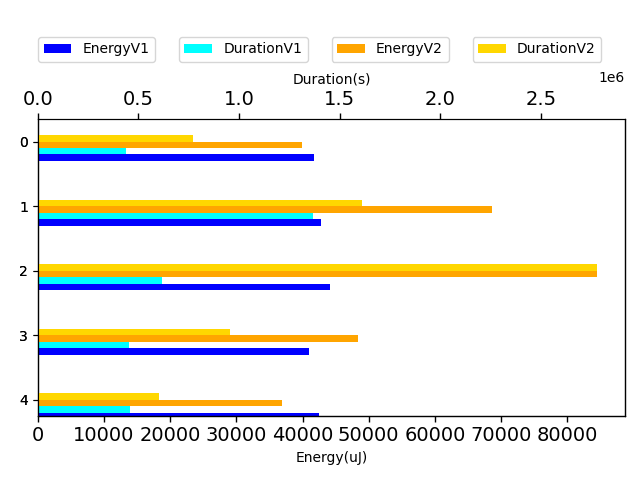 EnergyV1 DurationV1 EnergyV2 DurationV2
Duration(s)
1e6
0.0 0.5 1.0 1.5 2.0 2.5
0
1
2
3
4
0 10000 20000 30000 40000 50000 60000 70000 80000
Energy(uJ)